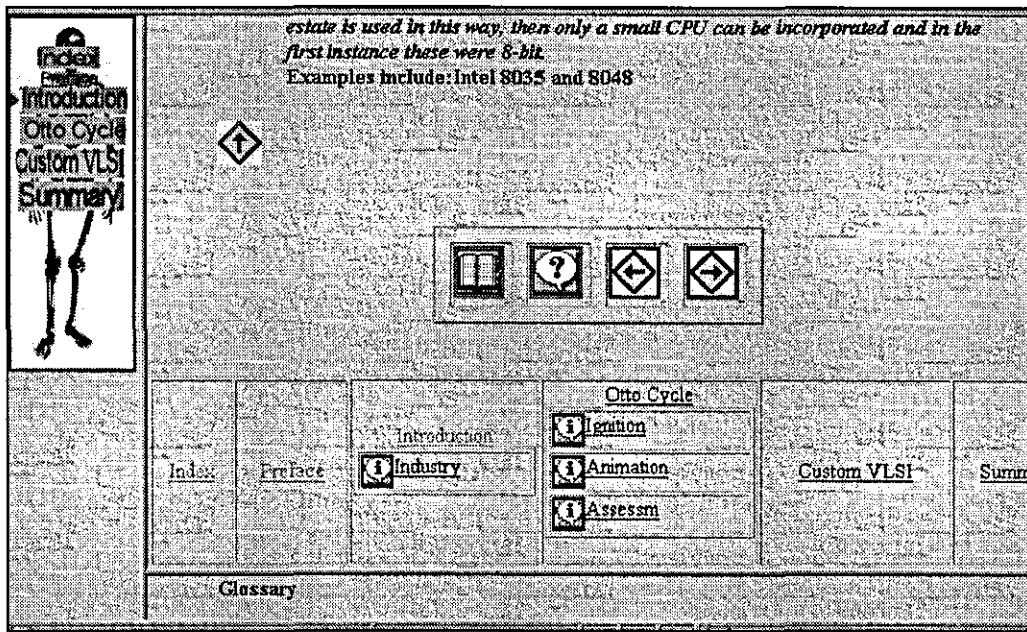 Index
Preface
Introduction
Otto Cycle
Custom VLSI
Summary
estate is used in this way, then only a small CPU can be incorporated and in the
first instance these were 8-bit.
Examples include: Intel 8035 and 8048
?
Index
Preface
Introduction
i Industry
Otto Cycle
i Ignition
i Animation
i Assessm
Custom VLSI
Summ
Glossary